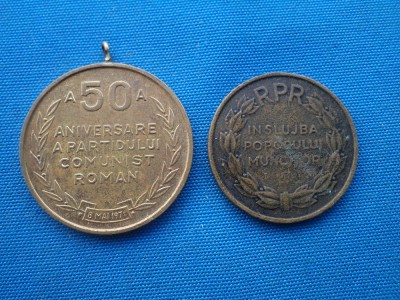 A 50 A
ANIVERSARE
A PARTIDULUI
COMUNIST
ROMAN
8 MAI 1971
RPR
IN SLUJBA
POPORULUI
MUNCITOR